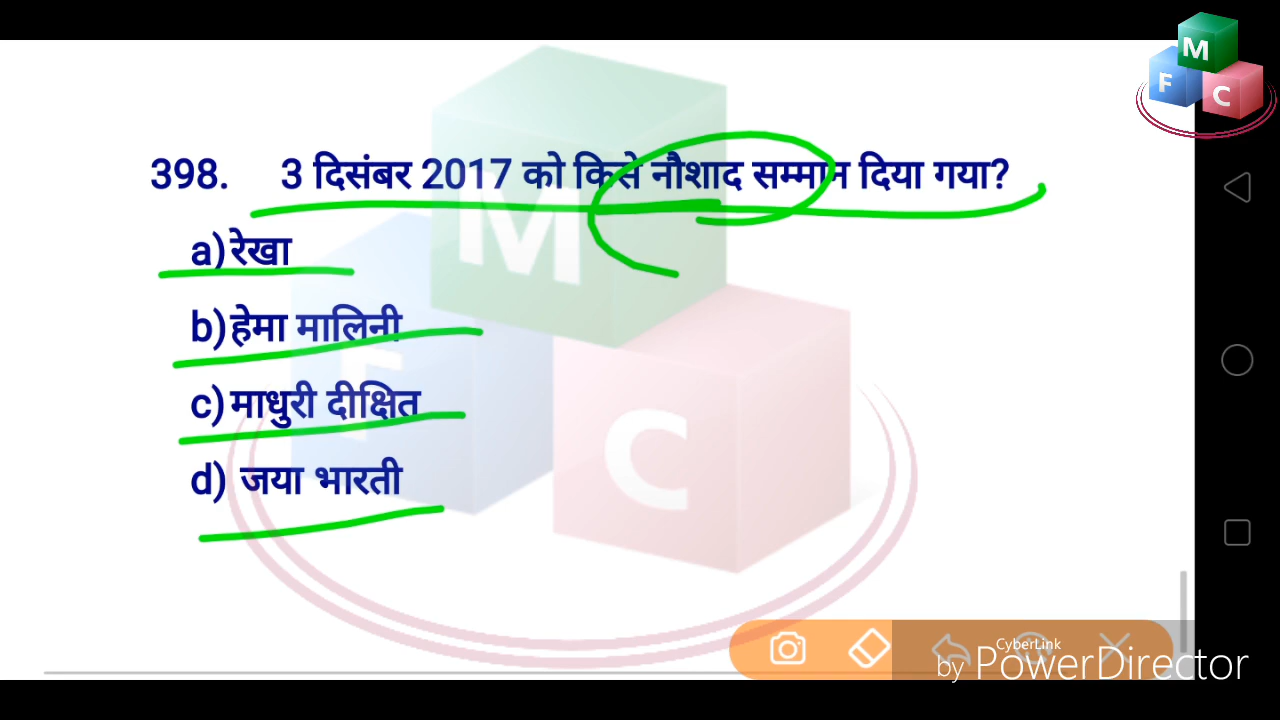 M
F C
398. 3 दिसंबर 2017 को किसे नौशाद सम्मान दिया गया?
a) रेखा
b) हेमा मालिनी
c) माधुरी दीक्षित
d) जया भारती
M
F
C
CyberLink
by PowerDirector